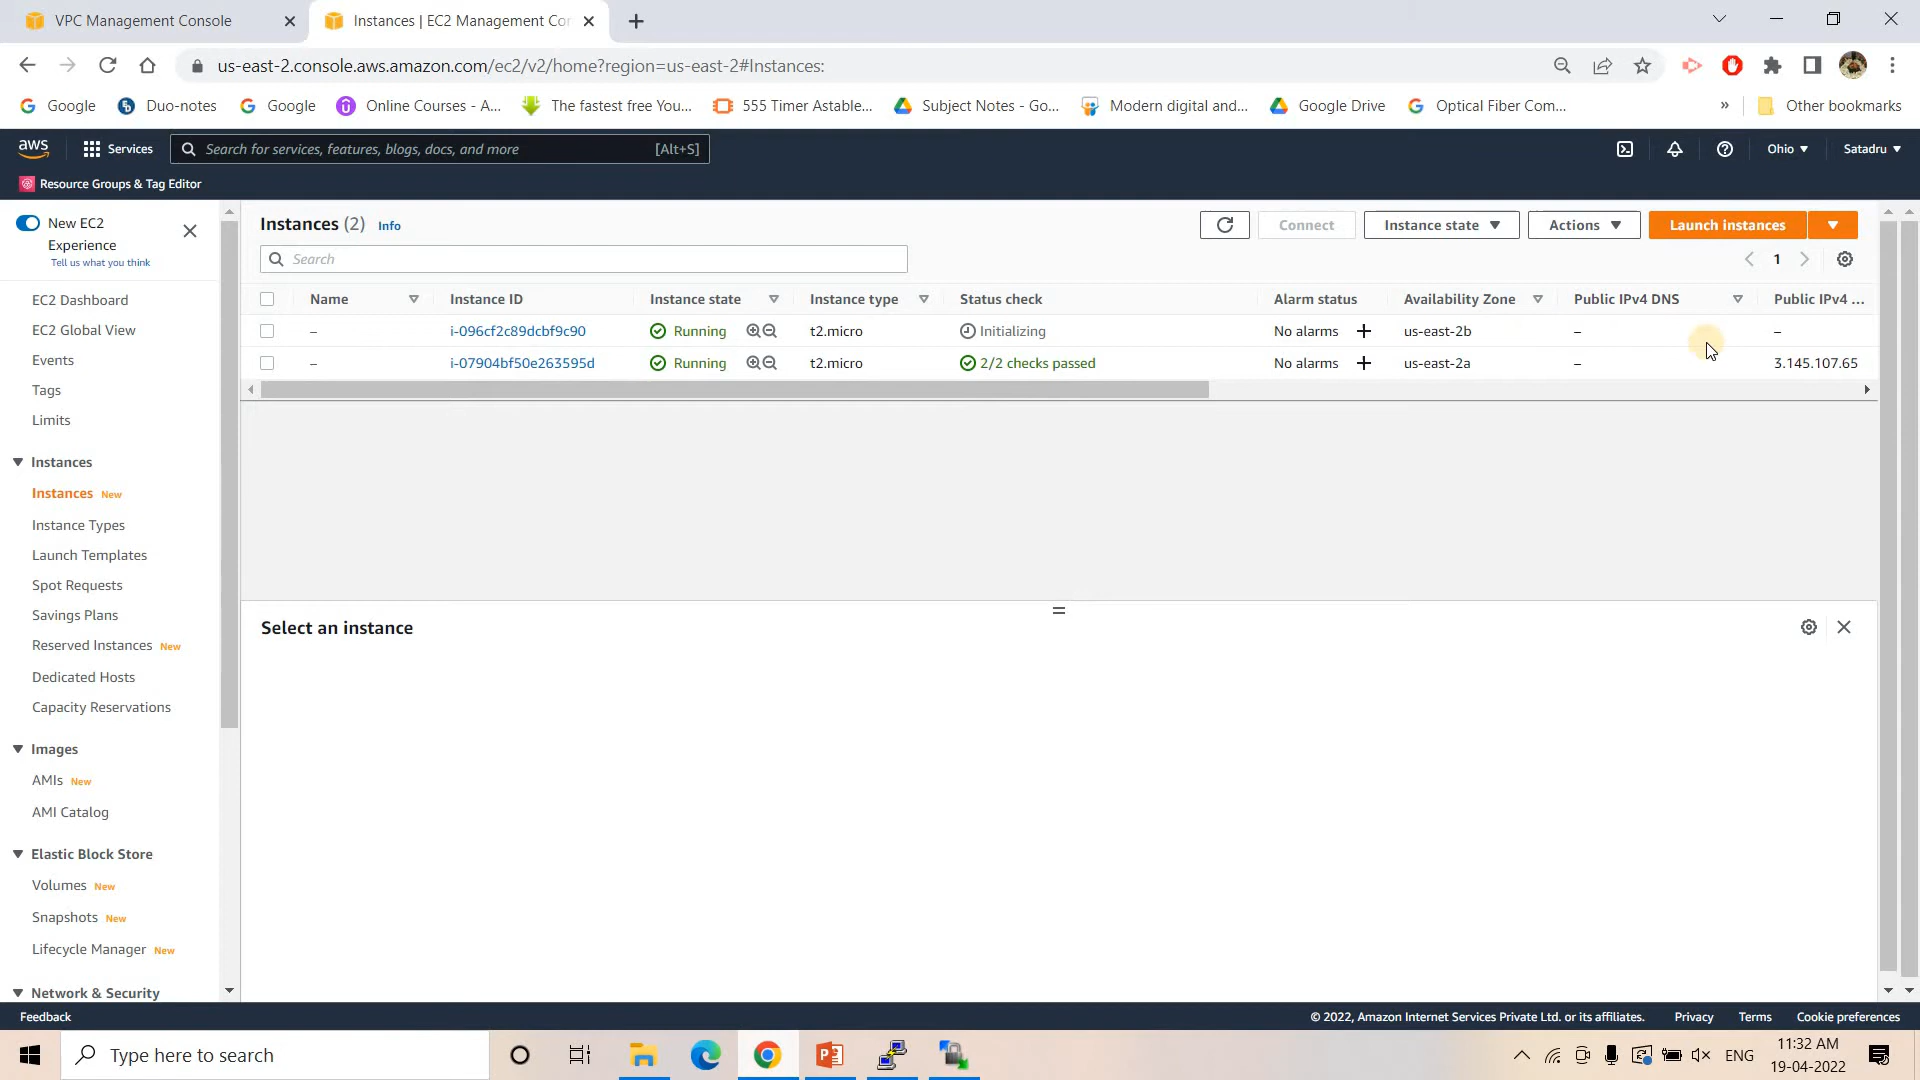 VPC Management Console
Instances | EC2 Management Con
us-east-2.console.aws.amazon.com/ec2/v2/home?region=us-east-2#Instances:
Google
Duo-notes
Google
Online Courses - A...
The fastest free You...
555 Timer Astable...
Subject Notes - Go...
Modern digital and...
Google Drive
Optical Fiber Com...
»
Other bookmarks
aws
Services
Search for services, features, blogs, docs, and more
[Alt+S]
Ohio
Satadru
Resource Groups & Tag Editor
New EC2
Experience
Tell us what you think
EC2 Dashboard
EC2 Global View
Events
Tags
Limits
Instances
Instances New
Instance Types
Launch Templates
Spot Requests
Savings Plans
Reserved Instances New
Dedicated Hosts
Capacity Reservations
Images
AMIs New
AMI Catalog
Elastic Block Store
Volumes New
Snapshots New
Lifecycle Manager New
Network & Security
Instances (2) Info
Connect
Instance state
Actions
Launch instances
Search
1
Name Instance ID Instance state Instance type Status check Alarm status Availability Zone Public IPv4 DNS Public IPv4 ...
– i-096cf2c89dcbf9c90 Running t2.micro Initializing No alarms + us-east-2b – –
– i-07904bf50e263595d Running t2.micro 2/2 checks passed No alarms + us-east-2a – 3.145.107.65
Select an instance
Feedback
© 2022, Amazon Internet Services Private Ltd. or its affiliates.
Privacy
Terms
Cookie preferences
Type here to search
ENG
11:32 AM
19-04-2022